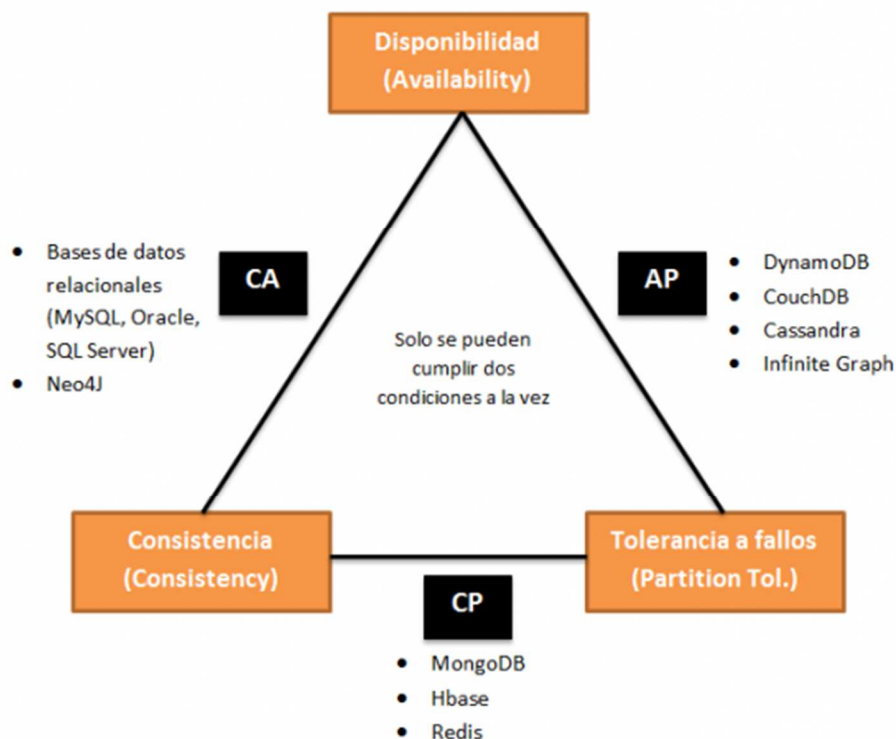 Disponibilidad
(Availability)
• Bases de datos
relacionales
(MySQL, Oracle,
SQL Server)
• Neo4J
CA
AP
• DynamoDB
• CouchDB
• Cassandra
• Infinite Graph
Solo se pueden
cumplir dos
condiciones a la vez
Consistencia
(Consistency)
Tolerancia a fallos
(Partition Tol.)
CP
• MongoDB
• Hbase
• Redis